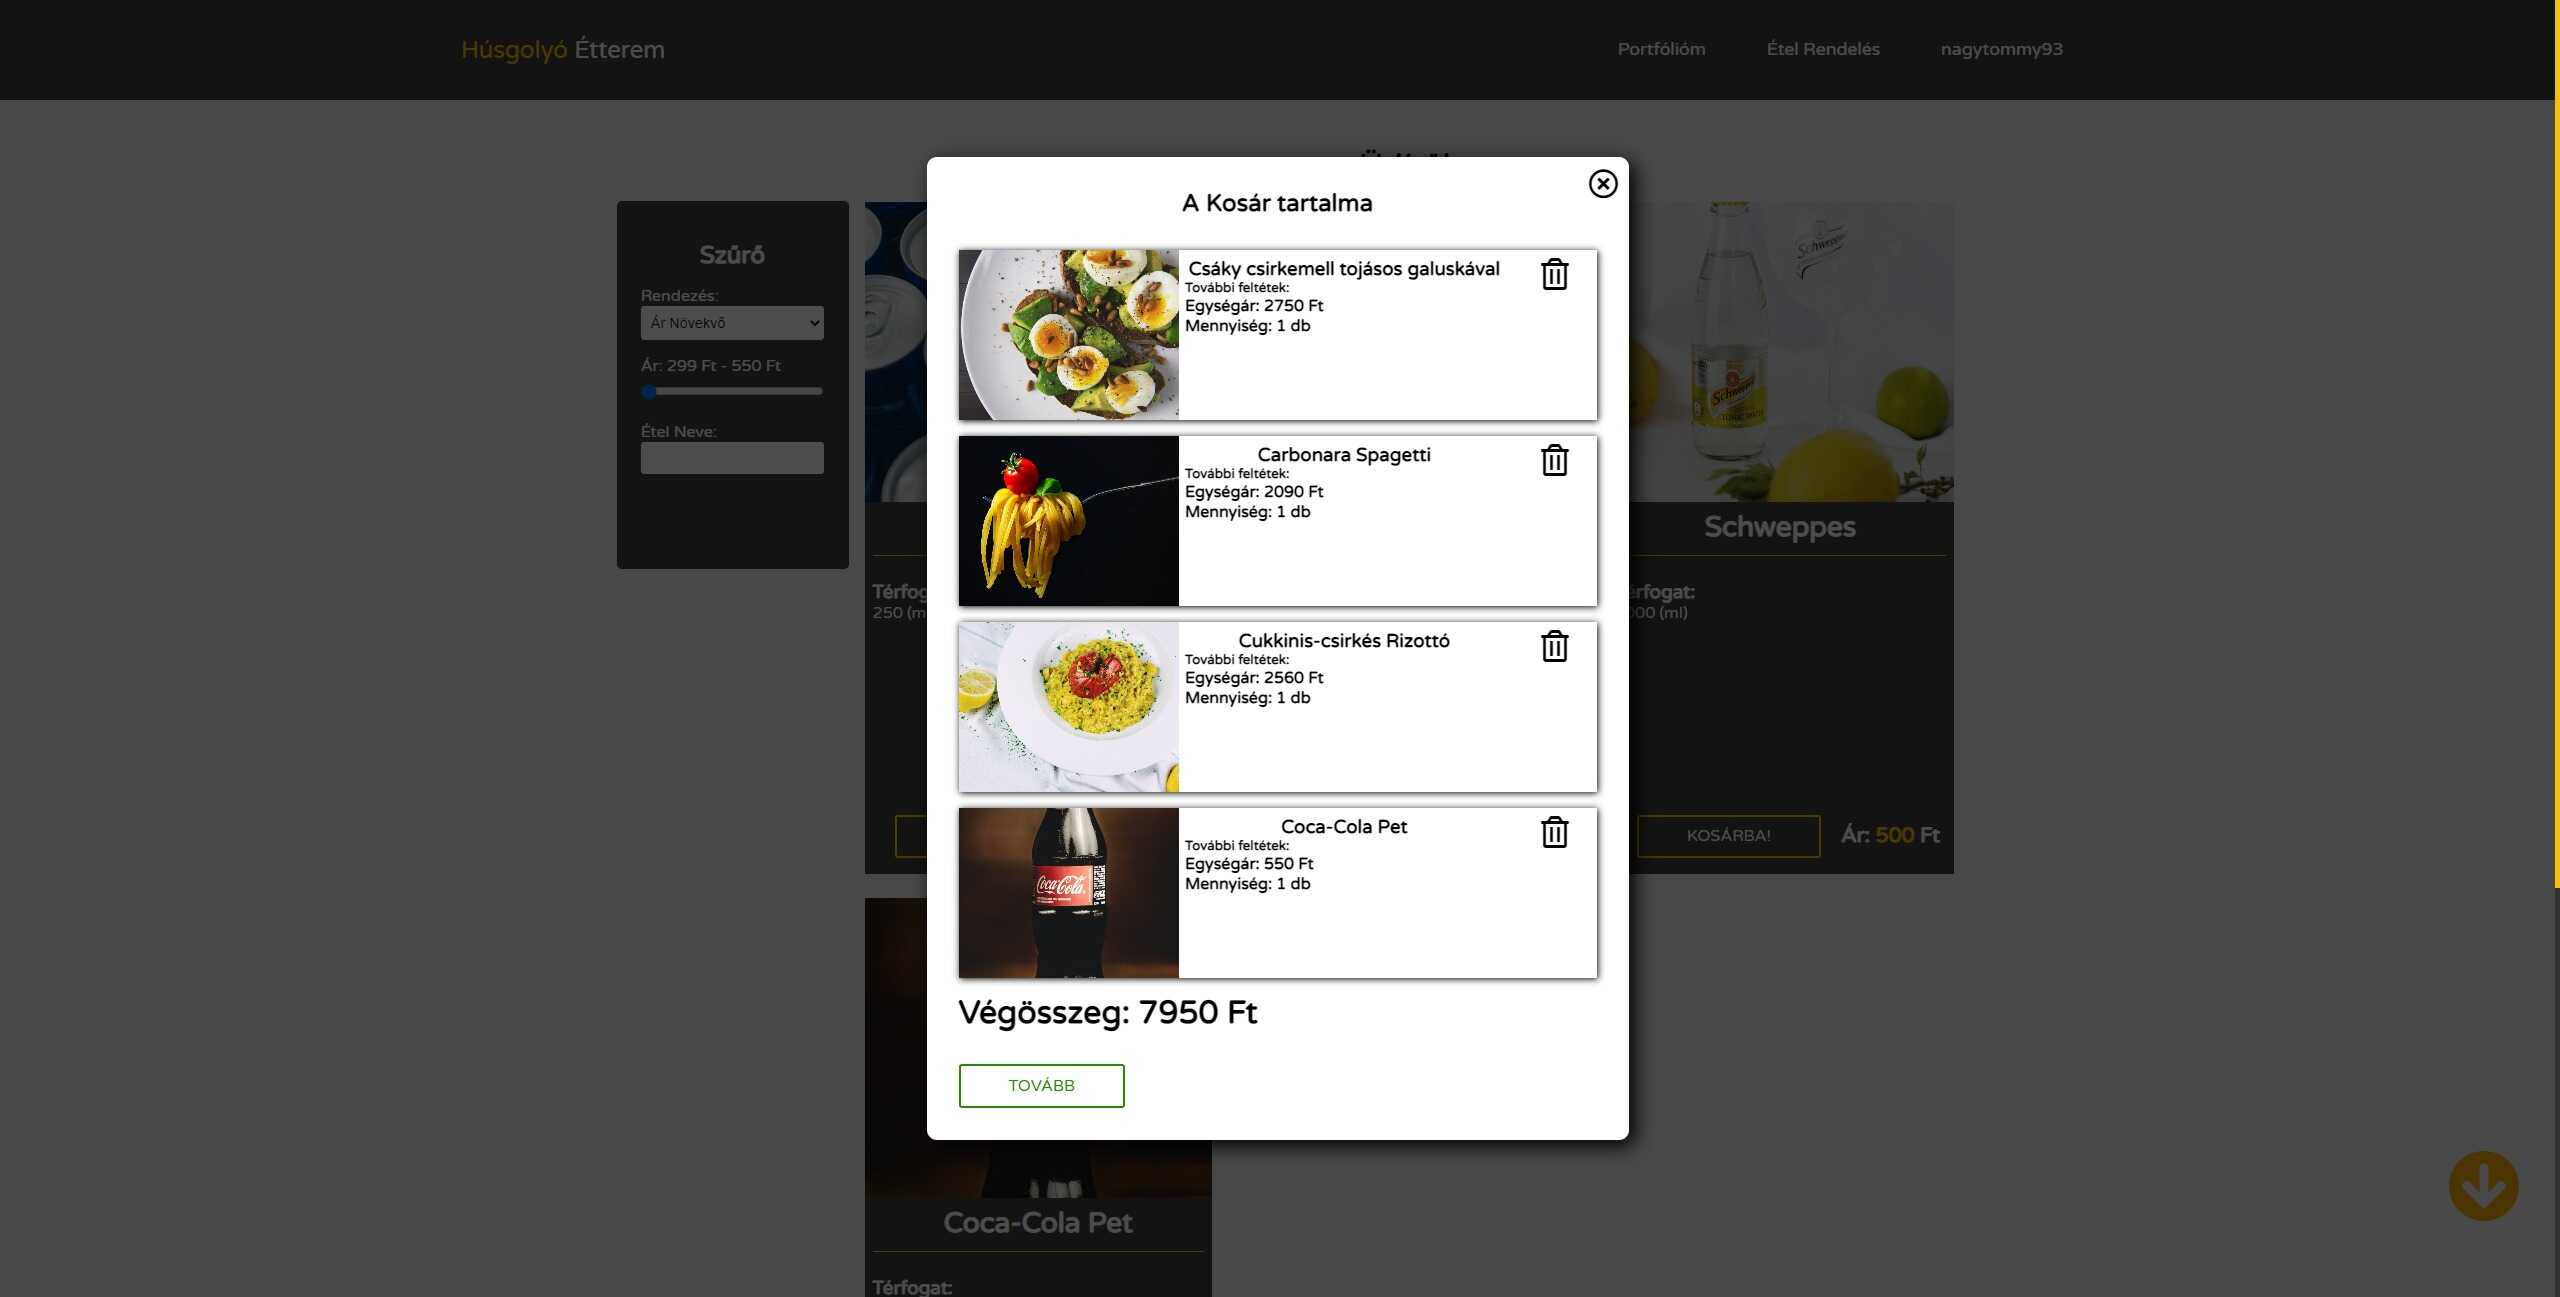 Húsgolyó Étterem
Portfólióm
Étel Rendelés
nagytommy93
Szűrő
Rendezés:
Ár Növekvő
Ár: 299 Ft - 550 Ft
Étel Neve:
A Kosár tartalma
Csáky csirkemell tojásos galuskával
További feltétek:
Egységár: 2750 Ft
Mennyiség: 1 db
Carbonara Spagetti
További feltétek:
Egységár: 2090 Ft
Mennyiség: 1 db
Cukkinis-csirkés Rizottó
További feltétek:
Egységár: 2560 Ft
Mennyiség: 1 db
Coca-Cola
Coca-Cola Pet
További feltétek:
Egységár: 550 Ft
Mennyiség: 1 db
Végösszeg: 7950 Ft
TOVÁBB
Schweppes
Schweppes
Schweppes
KOSÁRBA!
Ár: 500 Ft
250
Coca-Cola Pet
Térfogat: